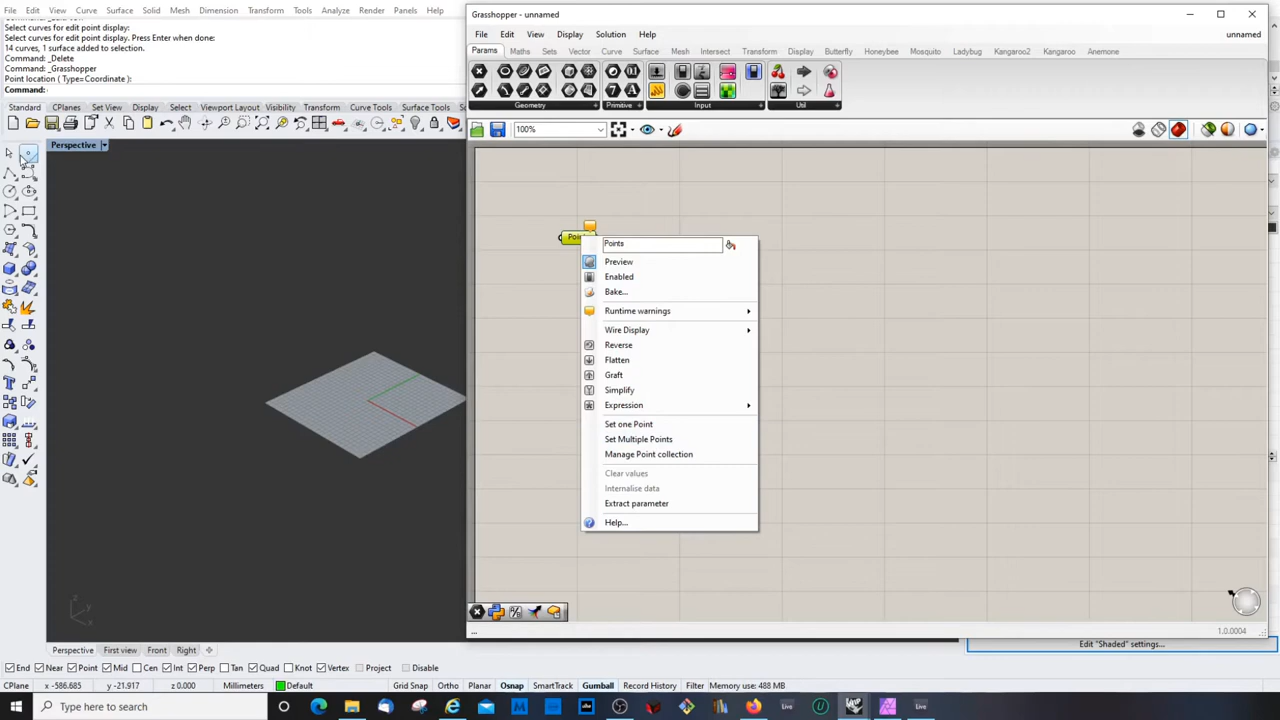 File Edit View Curve Surface Solid Mesh Dimension Transform Tools Analyze Render Panels Help
Select curves for edit point display:
Select curves for edit point display. Press Enter when done:
14 curves, 1 surface added to selection.
Command: _Delete
Command: _Grasshopper
Point location ( Type=Coordinate ):
Command:
Standard CPlanes Set View Display Select Viewport Layout Visibility Transform Curve Tools Surface Tools
Perspective
Grasshopper - unnamed
File Edit View Display Solution Help unnamed
Params Maths Sets Vector Curve Surface Mesh Intersect Transform Display Butterfly Honeybee Mosquito Ladybug Kangaroo2 Kangaroo Anemone
Geometry Primitive Input Util
100%
Points
Preview
Enabled
Bake...
Runtime warnings
Wire Display
Reverse
Flatten
Graft
Simplify
Expression
Set one Point
Set Multiple Points
Manage Point collection
Clear values
Internalise data
Extract parameter
Help...
z
y
x
... 1.0.0004
Edit "Shaded" settings...
Perspective First view Front Right
End Near Point Mid Cen Int Perp Tan Quad Knot Vertex Project Disable
CPlane x -586.685 y -21.917 z 0.000 Millimeters Default Grid Snap Ortho Planar Osnap SmartTrack Gumball Record History Filter Memory use: 488 MB
Type here to search
Live Live